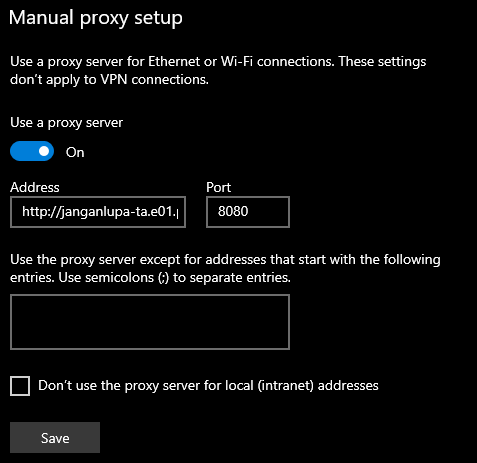 Manual proxy setup
Use a proxy server for Ethernet or Wi-Fi connections. These settings
don't apply to VPN connections.
Use a proxy server
On
Address Port
http://janganlupa-ta.e01. 8080
Use the proxy server except for addresses that start with the following
entries. Use semicolons (;) to separate entries.
Don't use the proxy server for local (intranet) addresses
Save